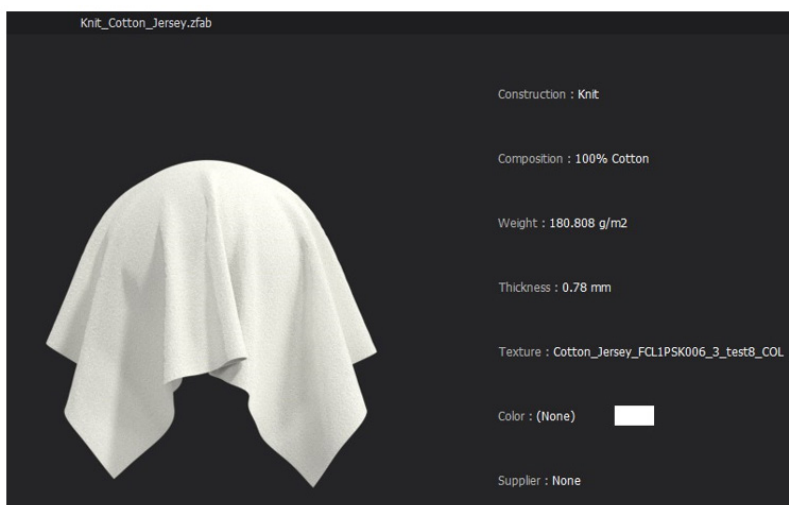 Knit_Cotton_Jersey.zfab
Construction : Knit
Composition : 100% Cotton
Weight : 180.808 g/m2
Thickness : 0.78 mm
Texture : Cotton_Jersey_FCL1PSK006_3_test8_COL
Color : (None)
Supplier : None